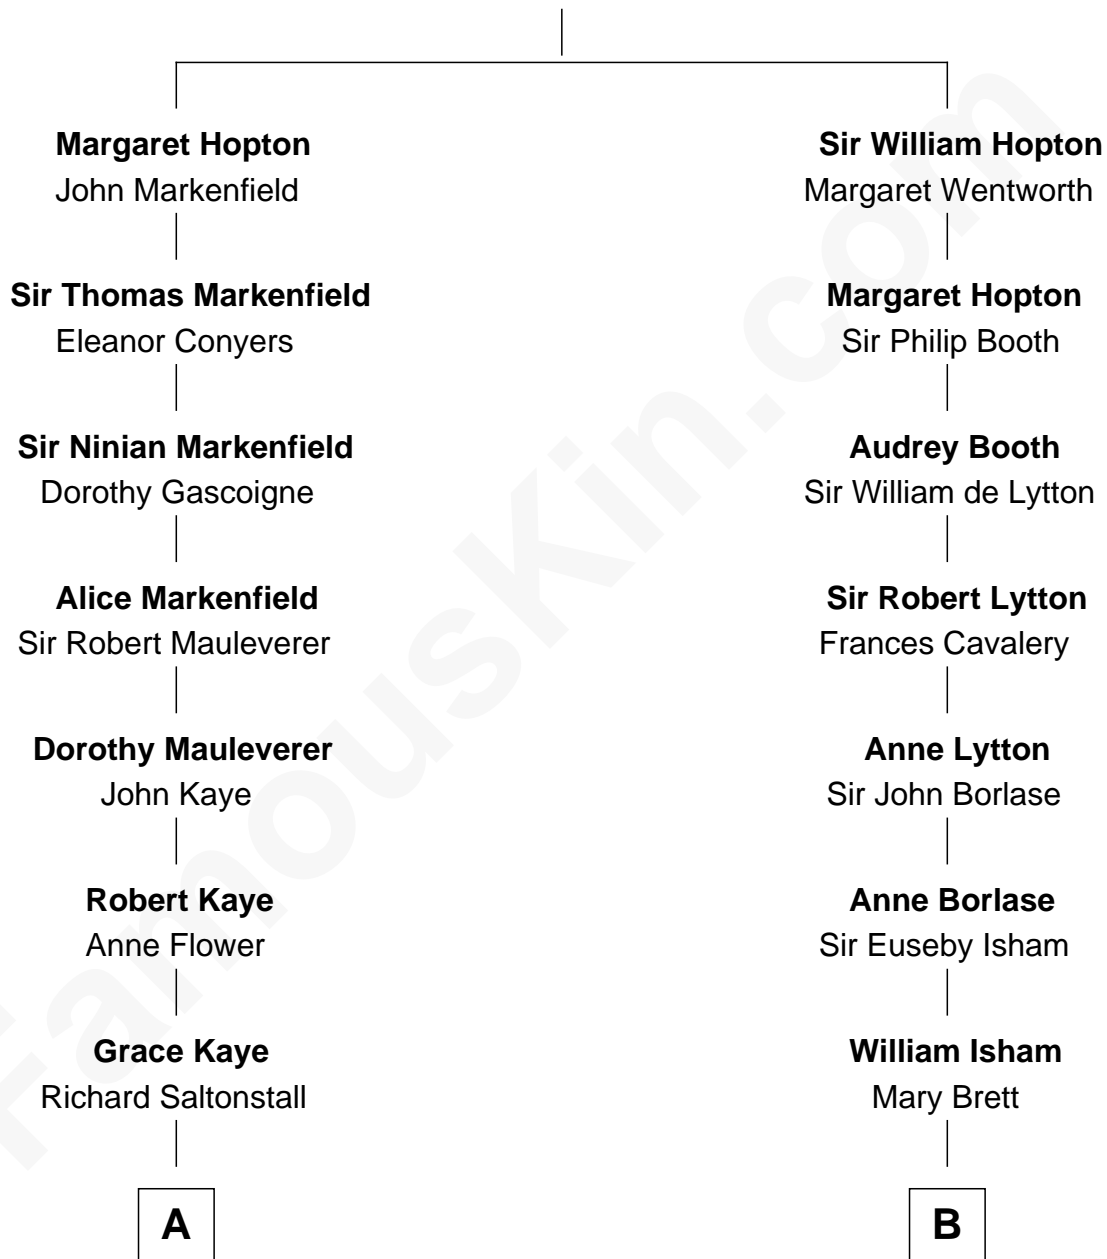 Margaret Hopton
John Markenfield
Sir Thomas Markenfield
Eleanor Conyers
Sir Ninian Markenfield
Dorothy Gascoigne
Alice Markenfield
Sir Robert Mauleverer
Dorothy Mauleverer
John Kaye
Robert Kaye
Anne Flower
Grace Kaye
Richard Saltonstall
A
Sir William Hopton
Margaret Wentworth
Margaret Hopton
Sir Philip Booth
Audrey Booth
Sir William de Lytton
Sir Robert Lytton
Frances Cavalery
Anne Lytton
Sir John Borlase
Anne Borlase
Sir Euseby Isham
William Isham
Mary Brett
B
FamousKin.com